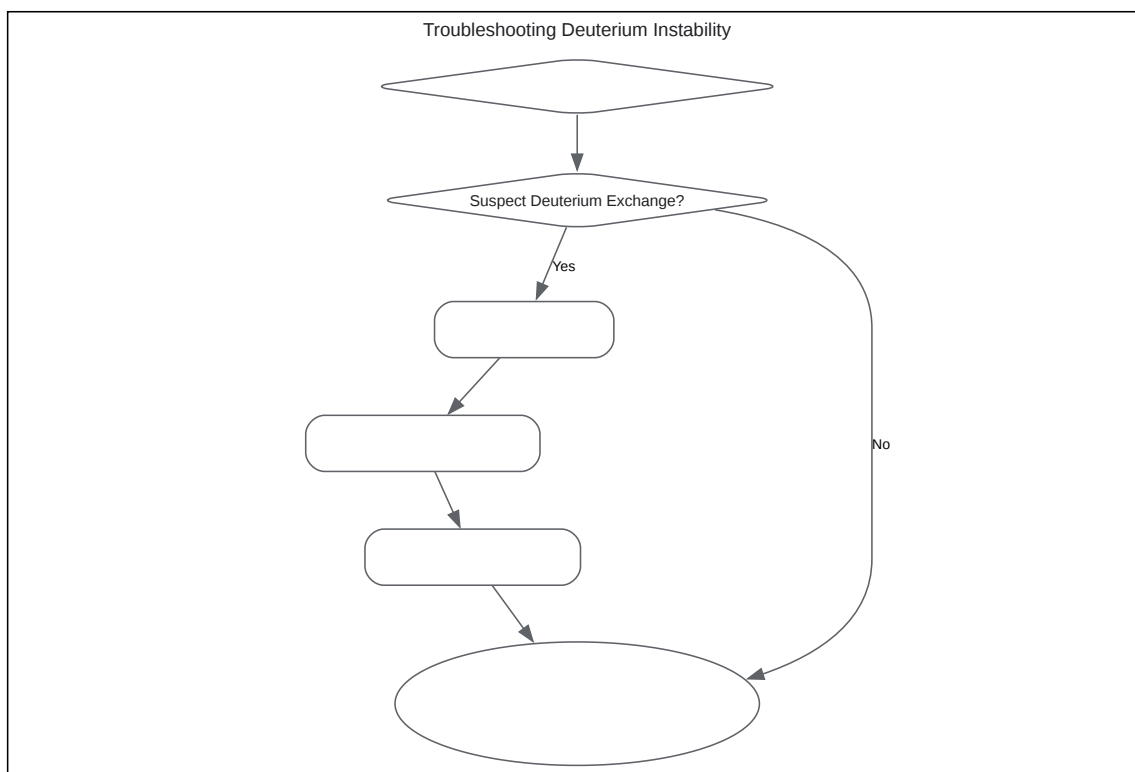 Troubleshooting Deuterium Instability
Suspect Deuterium Exchange?
Yes
No